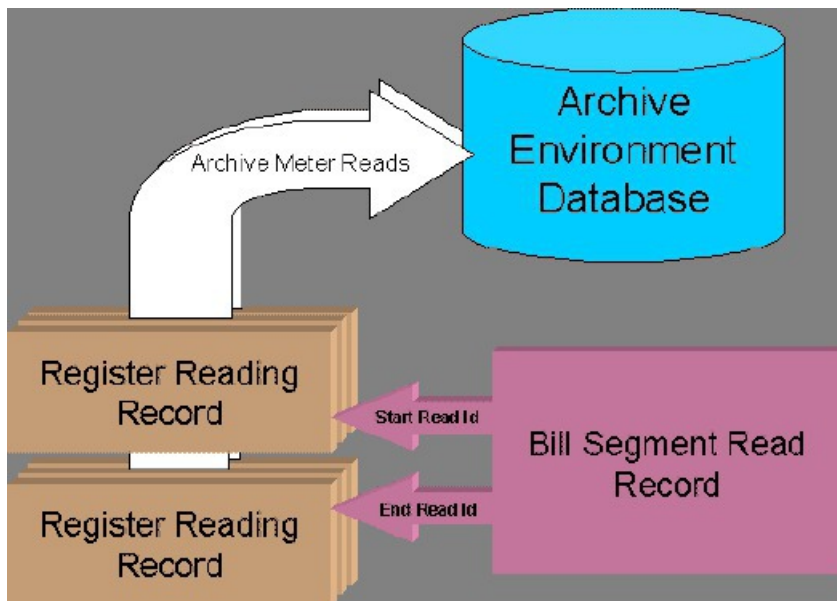 Archive
Environment
Database
Archive Meter Reads
Register Reading
Record
Start Read Id
Bill Segment Read
Record
End Read Id
Register Reading
Record